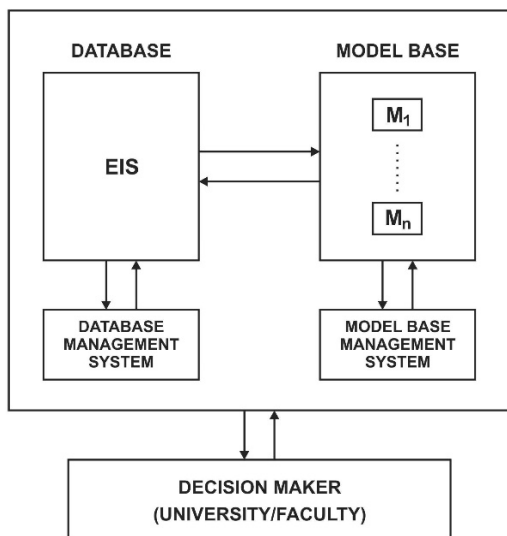 DATABASE
MODEL BASE
EIS
M₁
Mₙ
DATABASE
MANAGEMENT
SYSTEM
MODEL BASE
MANAGEMENT
SYSTEM
DECISION MAKER
(UNIVERSITY/FACULTY)